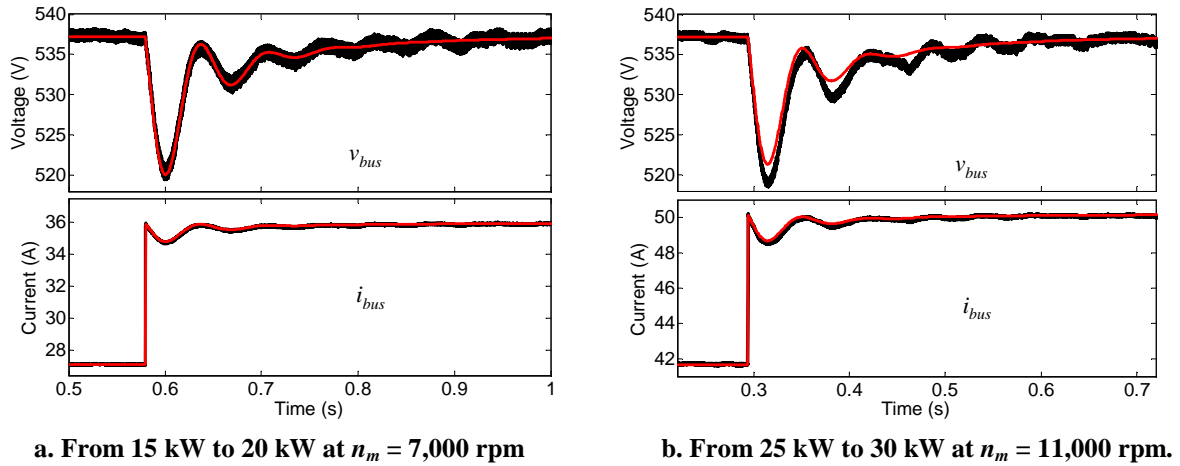 540
535
530
525
520
Voltage (V)
v_bus
36
34
32
30
28
Current (A)
i_bus
0.5 0.6 0.7 0.8 0.9 1
Time (s)
a. From 15 kW to 20 kW at n_m = 7,000 rpm
540
535
530
525
520
Voltage (V)
v_bus
50
48
46
44
42
Current (A)
i_bus
0.3 0.4 0.5 0.6 0.7
Time (s)
b. From 25 kW to 30 kW at n_m = 11,000 rpm.